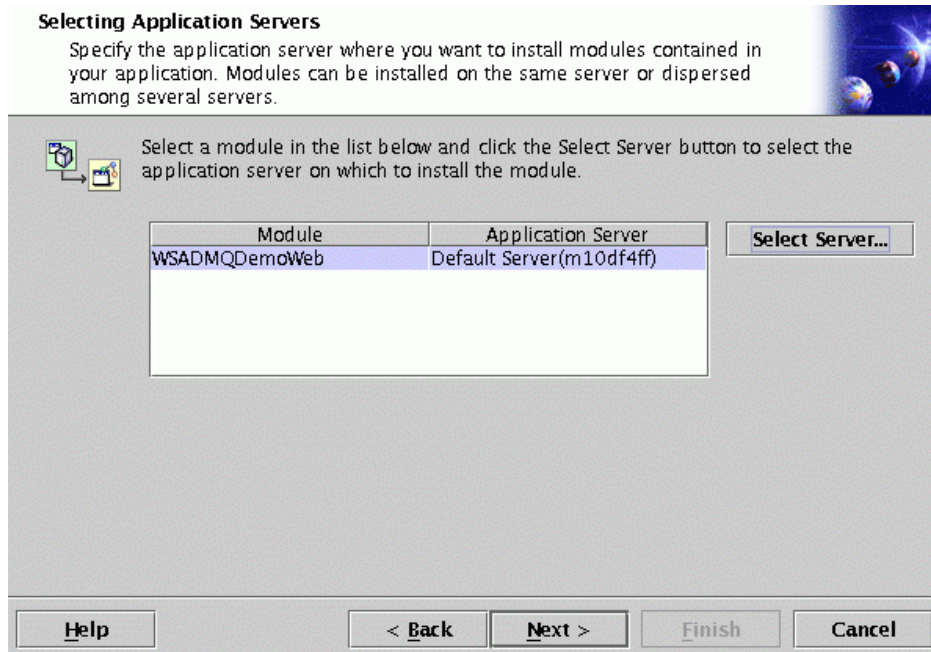 Selecting Application Servers
Specify the application server where you want to install modules contained in
your application. Modules can be installed on the same server or dispersed
among several servers.
Select a module in the list below and click the Select Server button to select the
application server on which to install the module.
Module Application Server
WSADMQDemoWeb Default Server(m10df4ff)
Select Server...
Help < Back Next > Finish Cancel